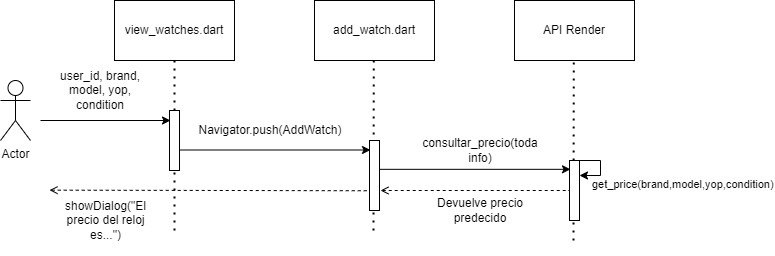 view_watches.dart
add_watch.dart
API Render
user_id, brand,
model, yop,
condition
Actor
Navigator.push(AddWatch)
consultar_precio(toda
info)
get_price(brand,model,yop,condition)
Devuelve precio
predecido
showDialog("El
precio del reloj
es...")